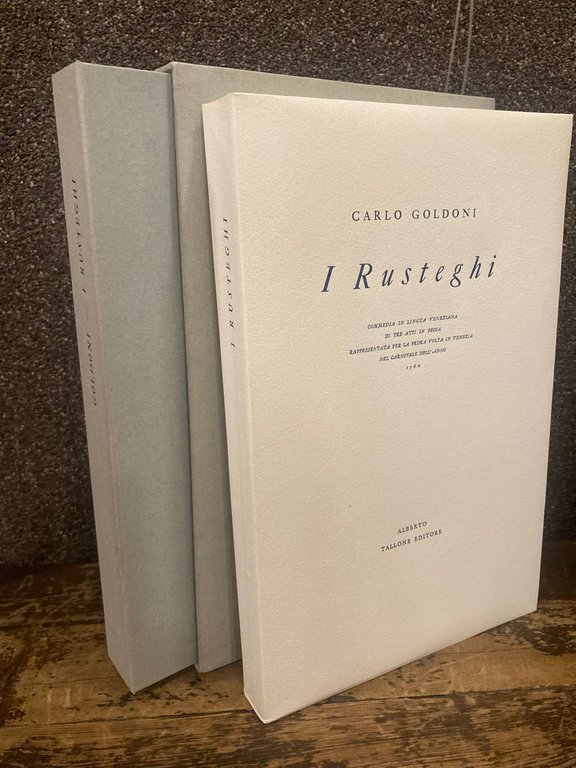 GOLDONI — I RUSTEGHI
I RUSTEGHI
CARLO GOLDONI
I Rusteghi
COMMEDIA IN LINGUA VENEZIANA
DI TRE ATTI IN PROSA
RAPPRESENTATA PER LA PRIMA VOLTA IN VENEZIA
NEL CARNOVALE DELL'ANNO
1760
ALBERTO
TALLONE EDITORE